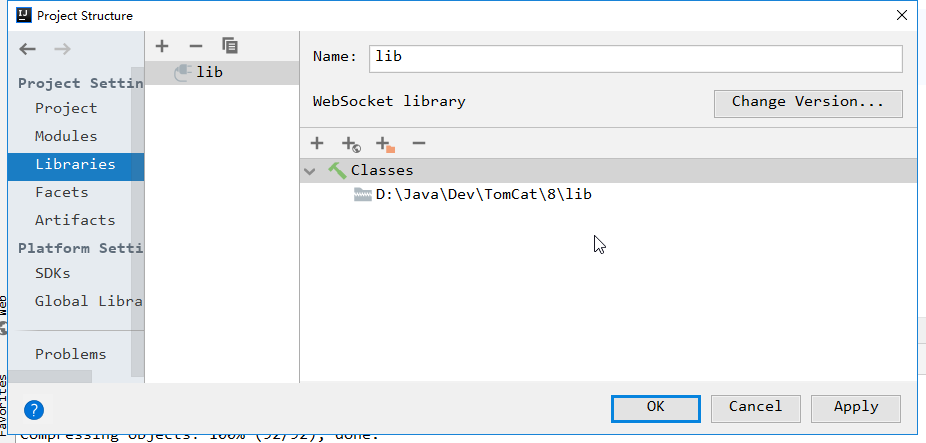 Project Structure
Project Settin
Project
Modules
Libraries
Facets
Artifacts
Platform Setti
SDKs
Global Libra
Problems
lib
Name: lib
WebSocket library
Change Version...
Classes
D:\Java\Dev\TomCat\8\lib
OK
Cancel
Apply
Web
Favorites
Compressing objects: 100% (92/92), done.